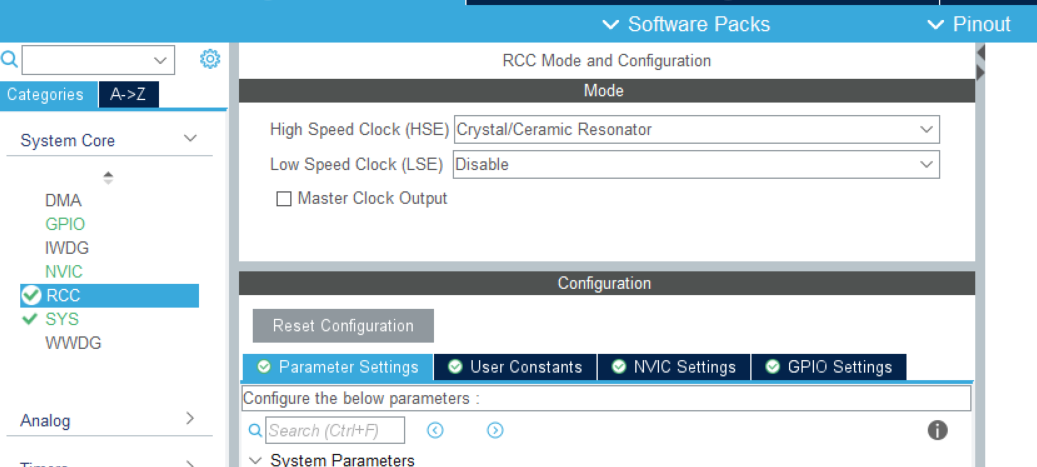 Software Packs
Pinout
RCC Mode and Configuration
Categories
A->Z
Mode
High Speed Clock (HSE) Crystal/Ceramic Resonator
System Core
Low Speed Clock (LSE) Disable
Master Clock Output
DMA
GPIO
IWDG
NVIC
RCC
SYS
WWDG
Configuration
Reset Configuration
Parameter Settings
User Constants
NVIC Settings
GPIO Settings
Configure the below parameters :
Analog
Search (Ctrl+F)
System Parameters